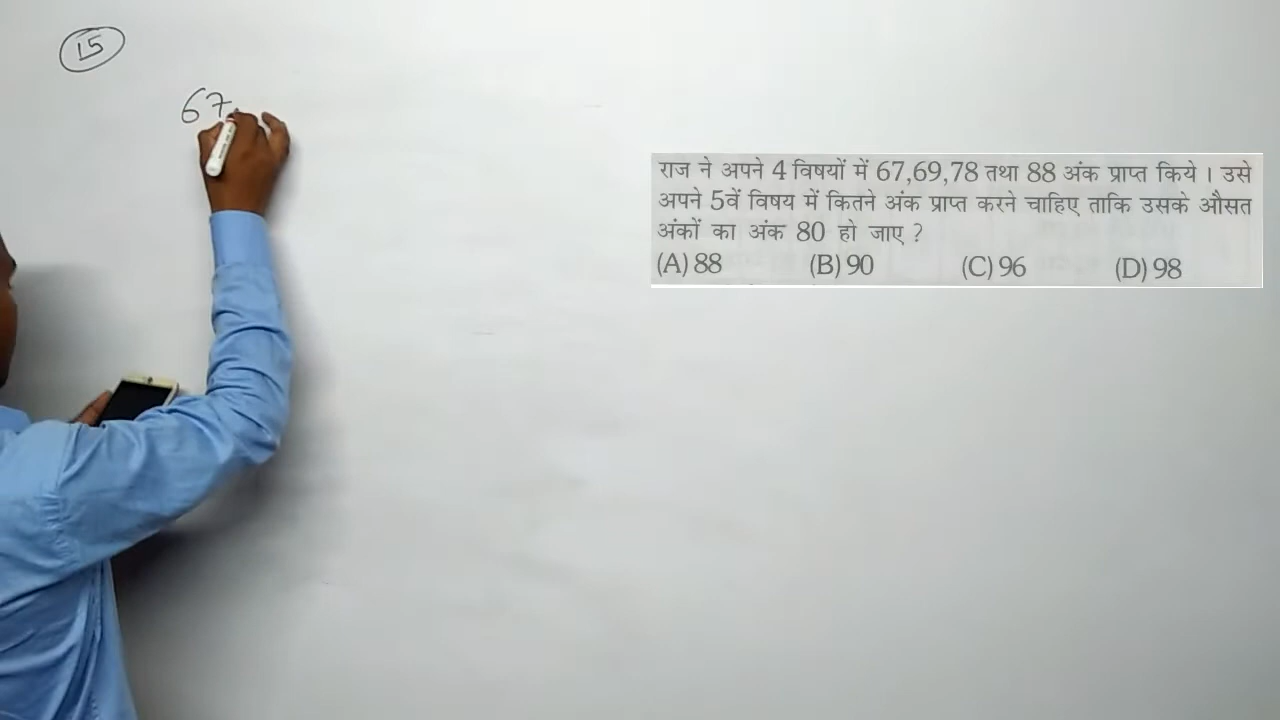 15
67
राज ने अपने 4 विषयों में 67,69,78 तथा 88 अंक प्राप्त किये । उसे
अपने 5वें विषय में कितने अंक प्राप्त करने चाहिए ताकि उसके औसत
अंकों का अंक 80 हो जाए ?
(A) 88 (B) 90 (C) 96 (D) 98